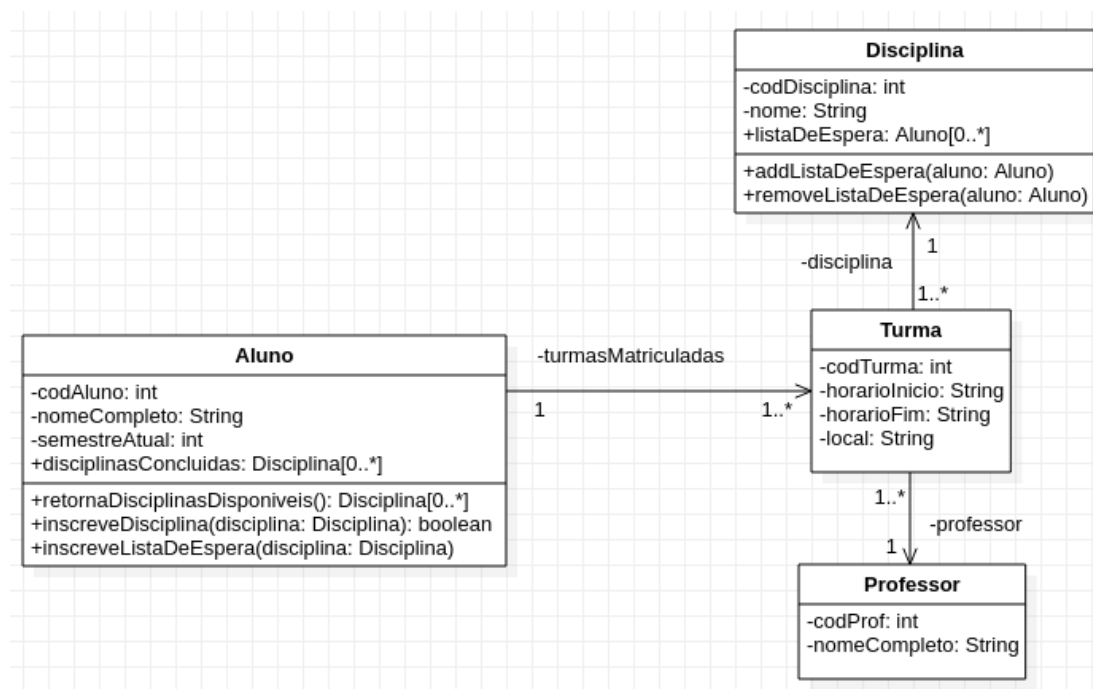 Disciplina
-codDisciplina: int
-nome: String
+listaDeEspera: Aluno[0..*]
+addListaDeEspera(aluno: Aluno)
+removeListaDeEspera(aluno: Aluno)
1
-disciplina
1..*
Turma
-codTurma: int
-horarioInicio: String
-horarioFim: String
-local: String
Aluno
-codAluno: int
-nomeCompleto: String
-semestreAtual: int
+disciplinasConcluidas: Disciplina[0..*]
+retornaDisciplinasDisponiveis(): Disciplina[0..*]
+inscreveDisciplina(disciplina: Disciplina): boolean
+inscreveListaDeEspera(disciplina: Disciplina)
-turmasMatriculadas
1
1..*
1..*
-professor
1
Professor
-codProf: int
-nomeCompleto: String